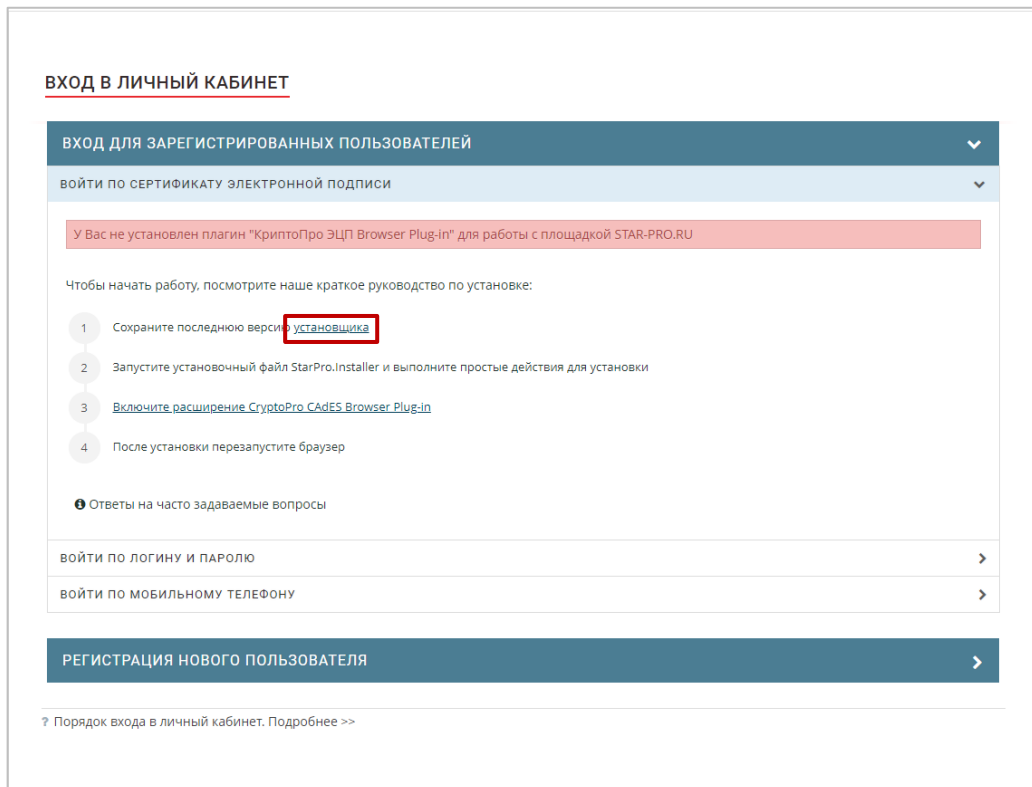 ВХОД В ЛИЧНЫЙ КАБИНЕТ
ВХОД ДЛЯ ЗАРЕГИСТРИРОВАННЫХ ПОЛЬЗОВАТЕЛЕЙ
ВОЙТИ ПО СЕРТИФИКАТУ ЭЛЕКТРОННОЙ ПОДПИСИ
У Вас не установлен плагин "КриптоПро ЭЦП Browser Plug-in" для работы с площадкой STAR-PRO.RU
Чтобы начать работу, посмотрите наше краткое руководство по установке:
1 Сохраните последнюю версию установщика
2 Запустите установочный файл StarPro.Installer и выполните простые действия для установки
3 Включите расширение CryptoPro CAdES Browser Plug-in
4 После установки перезапустите браузер
Ответы на часто задаваемые вопросы
ВОЙТИ ПО ЛОГИНУ И ПАРОЛЮ
ВОЙТИ ПО МОБИЛЬНОМУ ТЕЛЕФОНУ
РЕГИСТРАЦИЯ НОВОГО ПОЛЬЗОВАТЕЛЯ
? Порядок входа в личный кабинет. Подробнее >>